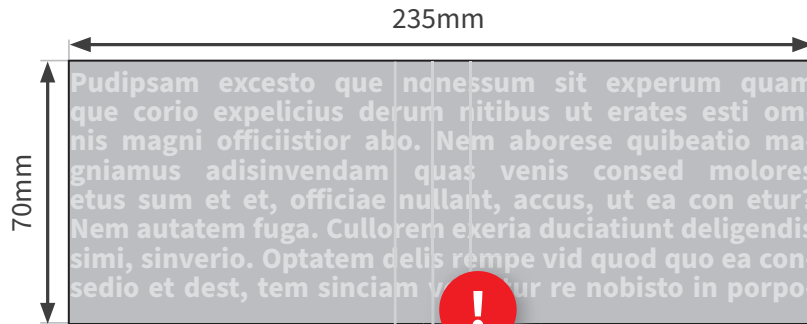 235mm
70mm
Pudipsam excesto que nonessum sit experum quam
que corio expelicius derum nitibus ut erates esti om-
nis magni officiistior abo. Nem aborese quibeatio ma-
gniamus adisinvendam quas venis consed molores
etus sum et et, officiae nullant, accus, ut ea con etur?
Nem autatem fuga. Cullorem exeria duciatiunt deligendis
simi, sinverio. Optatem delis rempe vid quod quo ea con
sedio et dest, tem sinciam re nobisto in porpo-
!